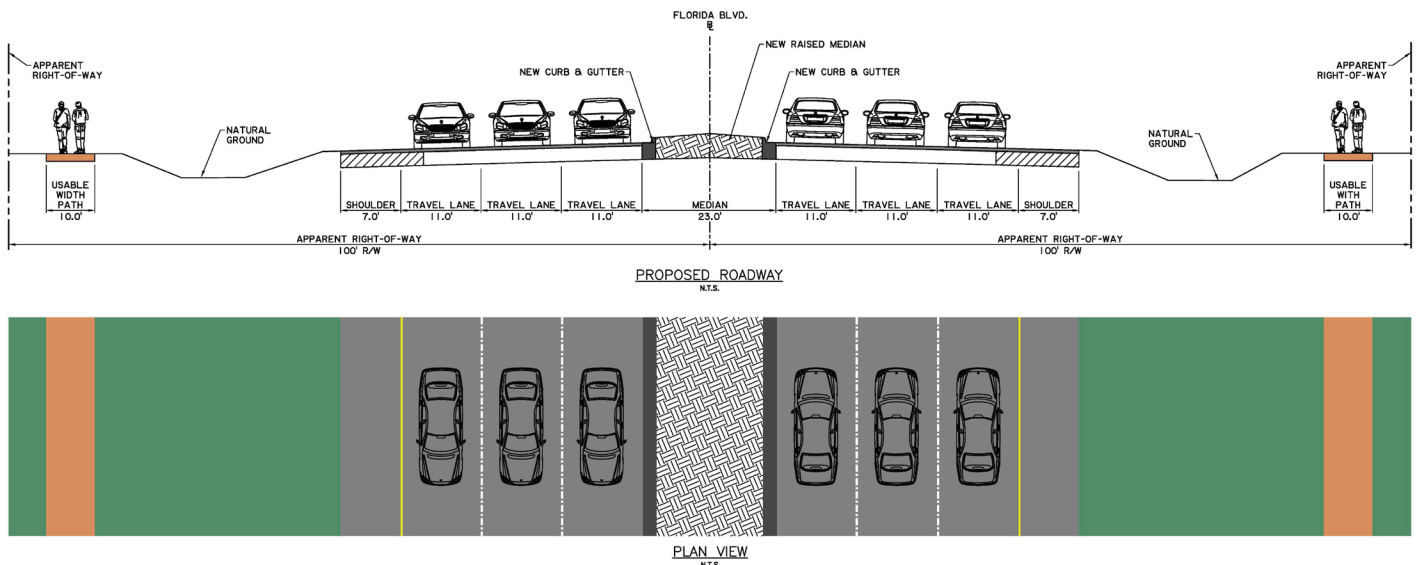 FLORIDA BLVD.
℄
APPARENT
RIGHT-OF-WAY
NEW RAISED MEDIAN
NEW CURB & GUTTER
NEW CURB & GUTTER
APPARENT
RIGHT-OF-WAY
NATURAL
GROUND
NATURAL
GROUND
USABLE
WIDTH
PATH
10.0'
SHOULDER
7.0'
TRAVEL LANE
11.0'
TRAVEL LANE
11.0'
TRAVEL LANE
11.0'
MEDIAN
23.0'
TRAVEL LANE
11.0'
TRAVEL LANE
11.0'
TRAVEL LANE
11.0'
SHOULDER
7.0'
USABLE
WITH
PATH
10.0'
APPARENT RIGHT-OF-WAY
100' R/W
APPARENT RIGHT-OF-WAY
100' R/W
PROPOSED ROADWAY
N.T.S.
PLAN VIEW
N.T.S.